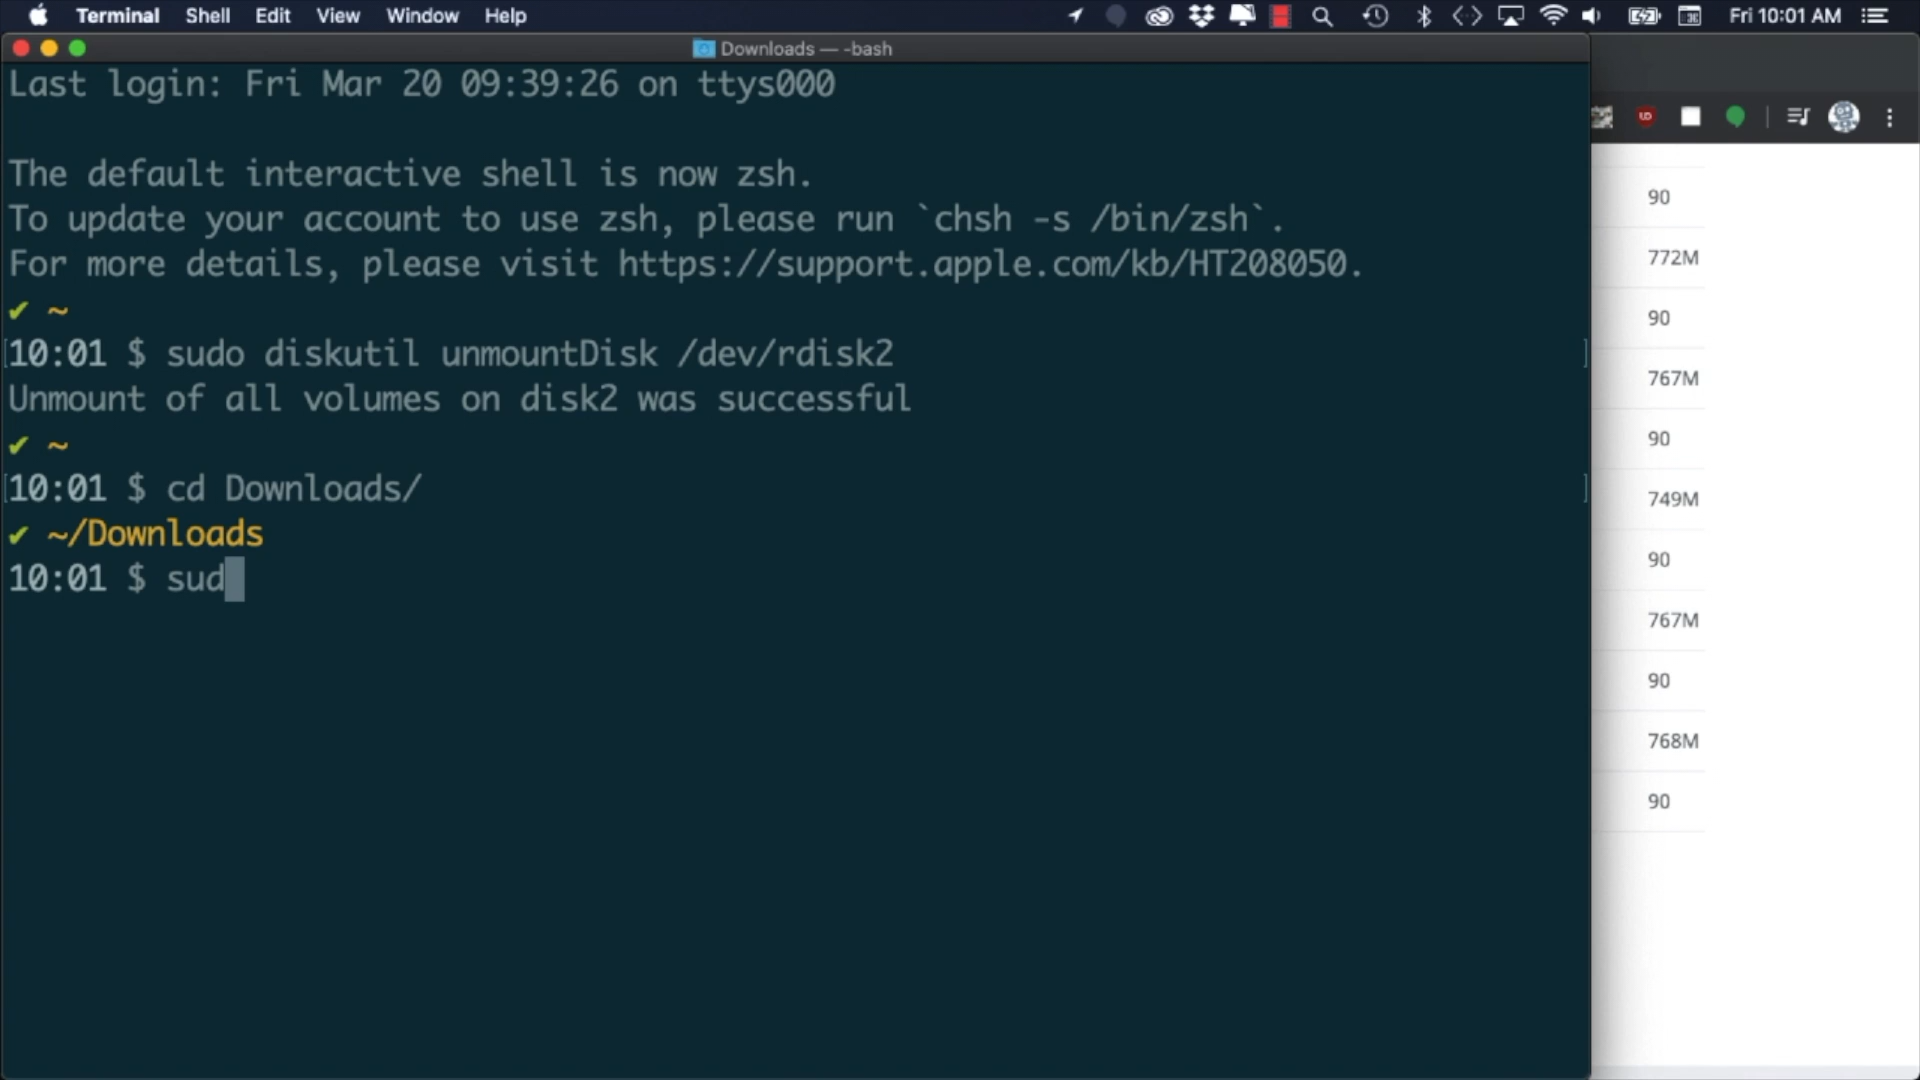 Terminal Shell Edit View Window Help Fri 10:01 AM
Downloads — -bash
Last login: Fri Mar 20 09:39:26 on ttys000
The default interactive shell is now zsh.
To update your account to use zsh, please run `chsh -s /bin/zsh`.
For more details, please visit https://support.apple.com/kb/HT208050.
✔ ~
[10:01 $ sudo diskutil unmountDisk /dev/rdisk2 ]
Unmount of all volumes on disk2 was successful
✔ ~
[10:01 $ cd Downloads/ ]
✔ ~/Downloads
10:01 $ sud
90
772M
90
767M
90
749M
90
767M
90
768M
90